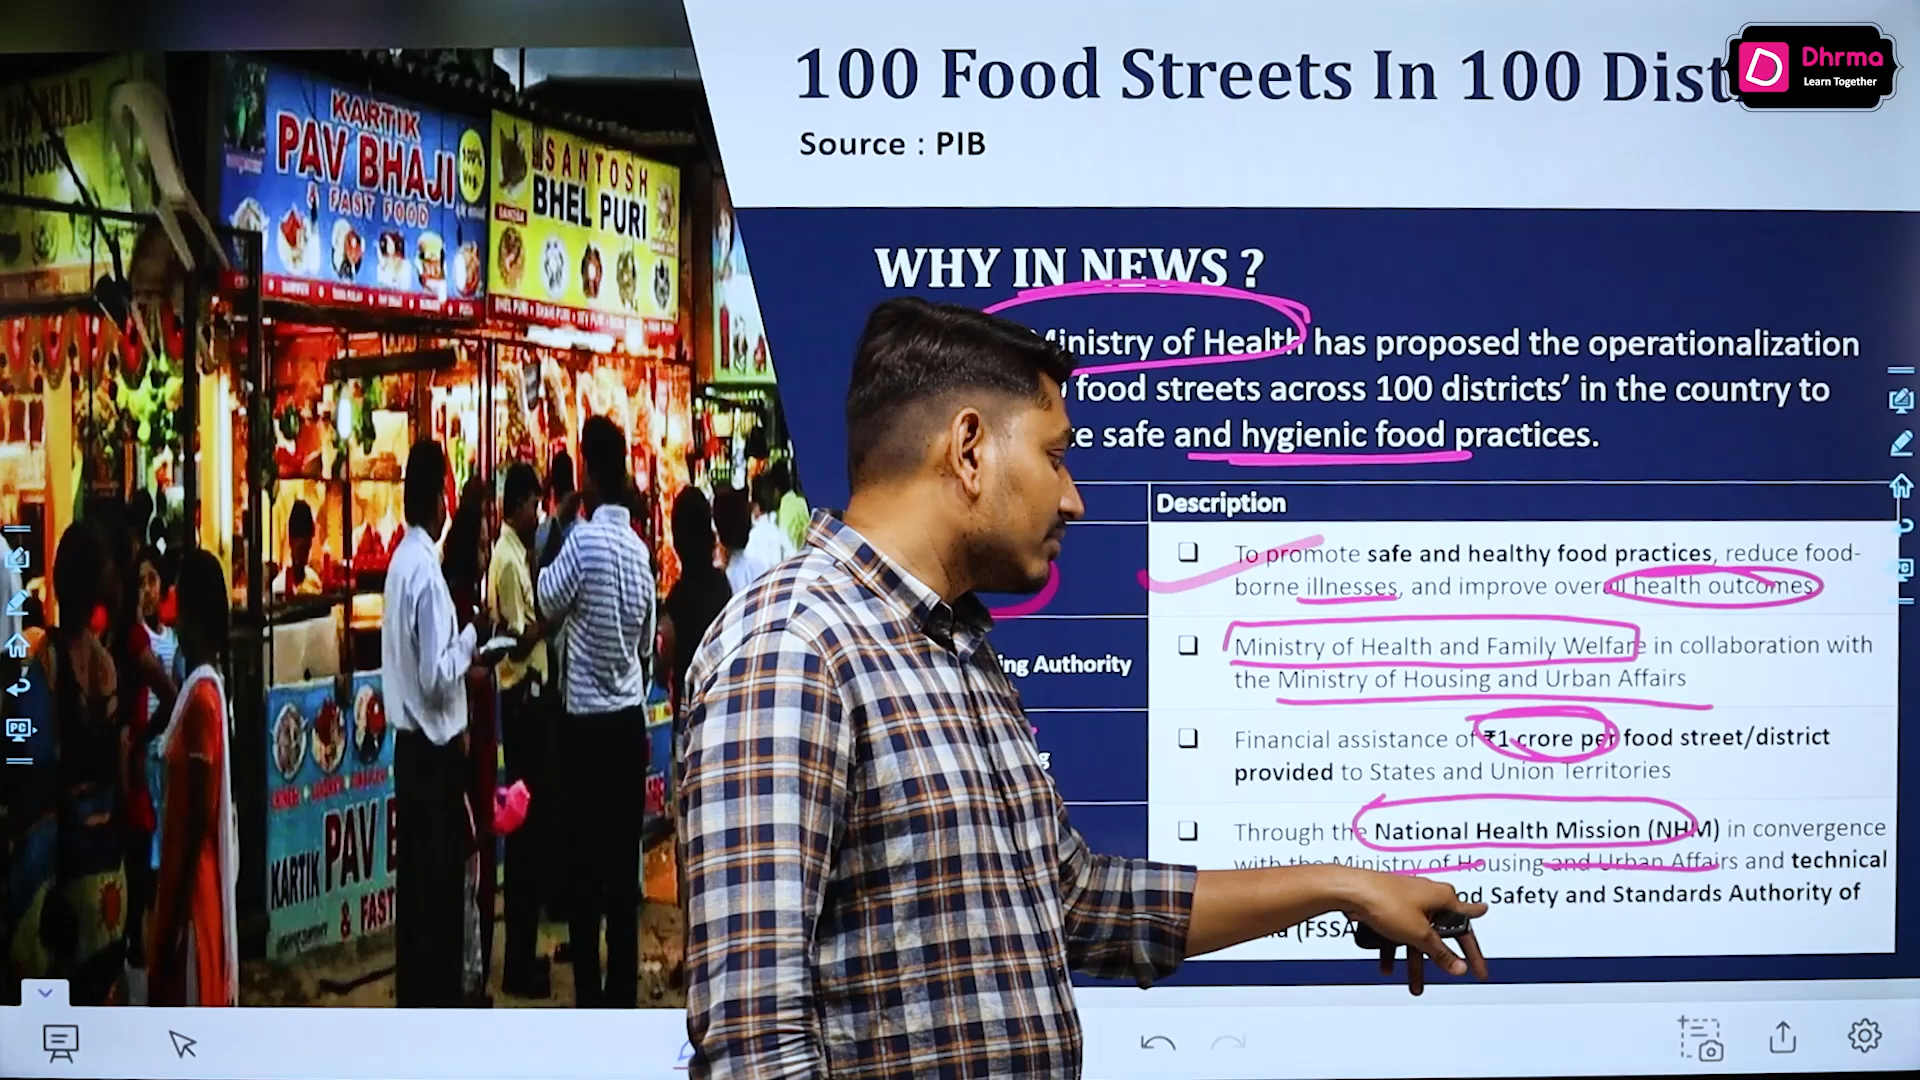 100 Food Streets In 100 Dist
Dhrma
Learn Together
Source : PIB
KARTIK
PAV BHAJI
& FAST FOOD
100%
SANTOSH
BHEL PURI
WHY IN NEWS ?
Ministry of Health has proposed the operationalization
food streets across 100 districts’ in the country to
safe and hygienic food practices.
Description
❑ To promote safe and healthy food practices, reduce food-
borne illnesses, and improve overall health outcomes
Authority
❑ Ministry of Health and Family Welfare in collaboration with
the Ministry of Housing and Urban Affairs
❑ Financial assistance of ₹1 crore per food street/district
provided to States and Union Territories
❑ Through the National Health Mission (NHM) in convergence
with the Ministry of Housing and Urban Affairs and technical
Safety and Standards Authority of
(FSSA
KARTIK PAV B
& FAST
PC